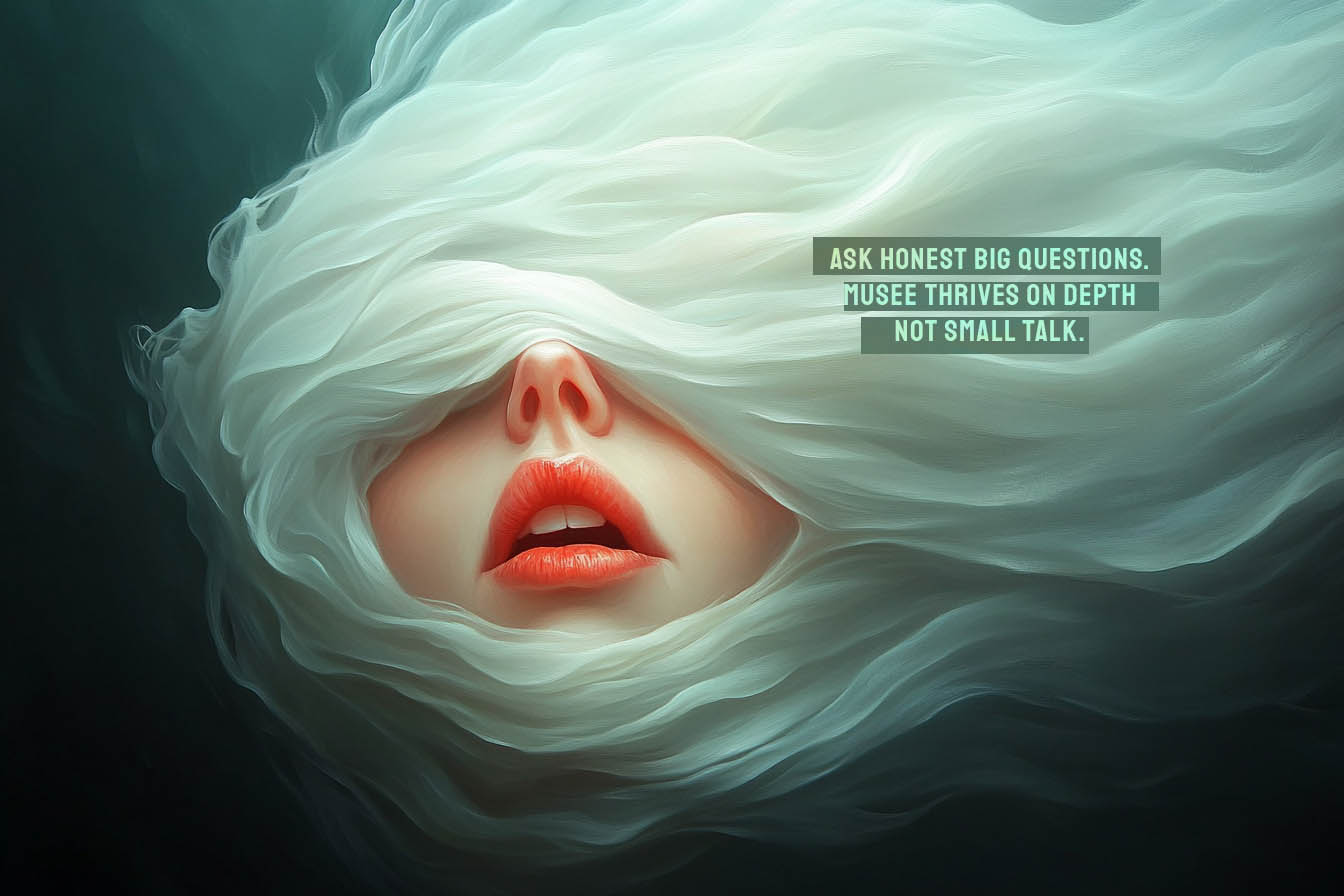 ASK HONEST BIG QUESTIONS.
MUSEE THRIVES ON DEPTH
NOT SMALL TALK.